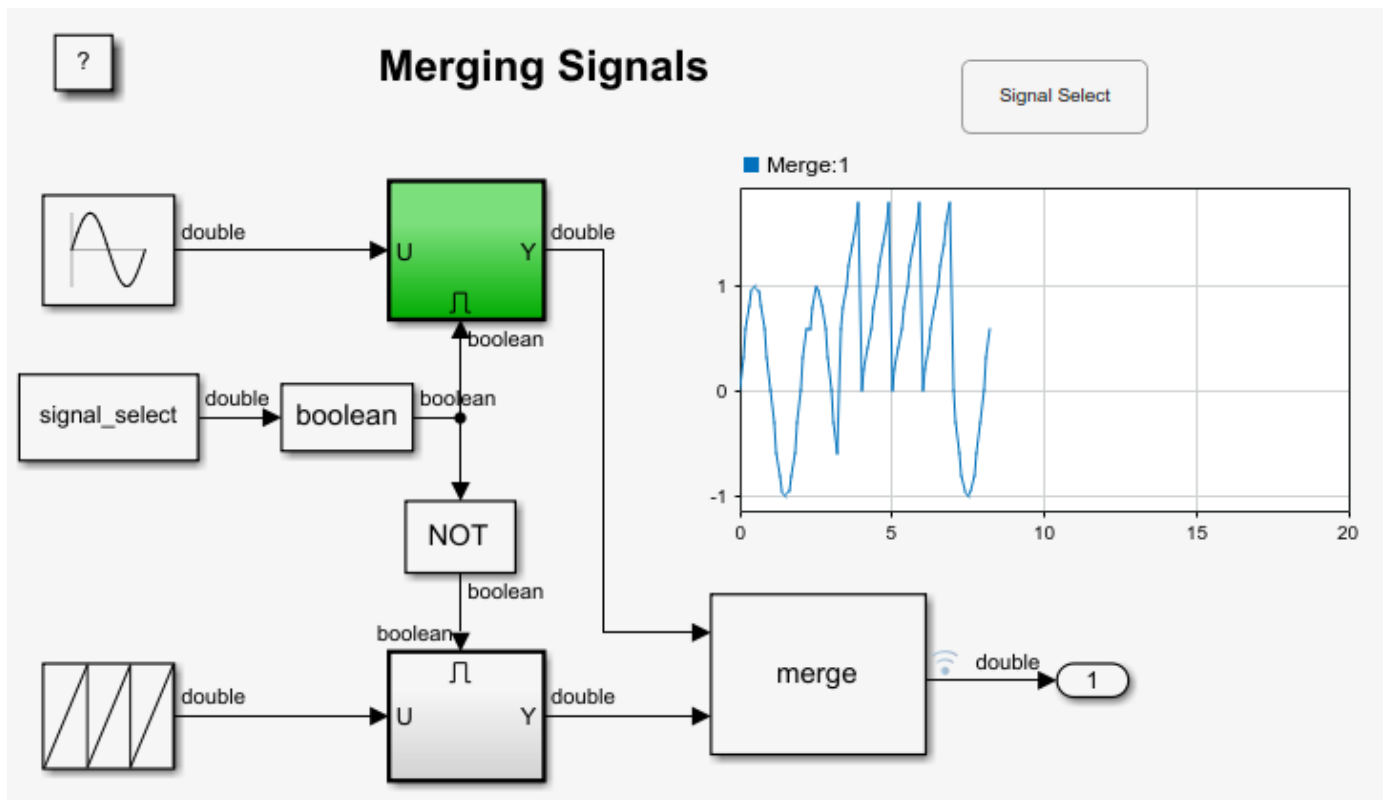 ?
Merging Signals
Signal Select
Merge:1
double
U
Y
double
1
boolean
signal_select
double
boolean
boolean
0
-1
0
5
10
15
20
NOT
boolean
boolean
merge
double
1
double
U
Y
double